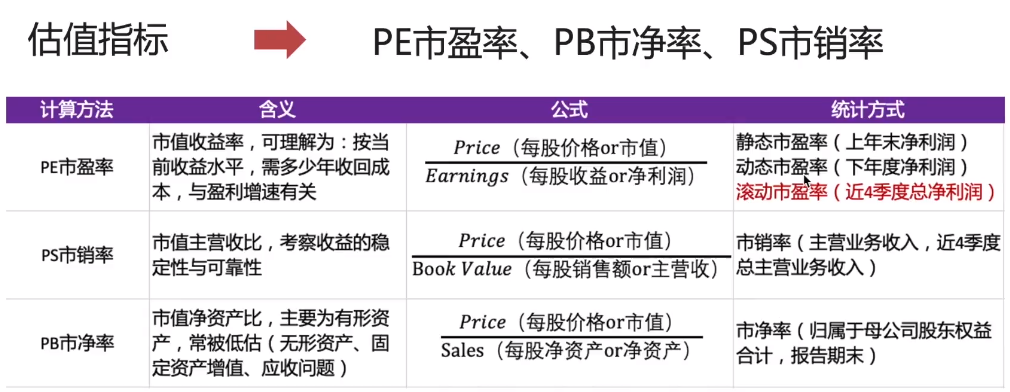 估值指标 PE市盈率、PB市净率、PS市销率
计算方法 含义 公式 统计方式
PE市盈率
市值收益率，可理解为：按当
前收益水平，需多少年收回成
本，与盈利增速有关
Price（每股价格or市值）
Earnings（每股收益or净利润）
静态市盈率（上年末净利润）
动态市盈率（下年度净利润）
滚动市盈率（近4季度总净利润）
PS市销率
市值主营收比，考察收益的稳
定性与可靠性
Price（每股价格or市值）
Book Value（每股销售额or主营收）
市销率（主营业务收入，近4季度
总主营业务收入）
PB市净率
市值净资产比，主要为有形资
产，常被低估（无形资产、固
定资产增值、应收问题）
Price（每股价格or市值）
Sales（每股净资产or净资产）
市净率（归属于母公司股东权益
合计，报告期末）